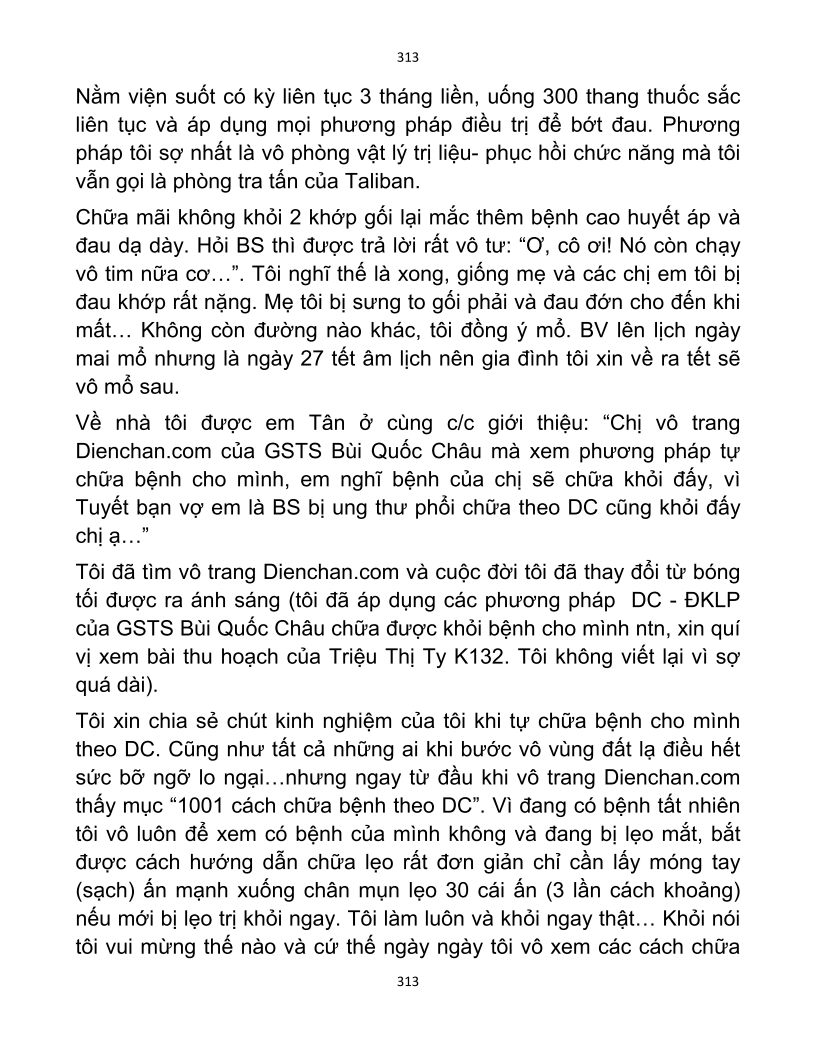 313
Nằm viện suốt có kỳ liên tục 3 tháng liền, uống 300 thang thuốc sắc
liên tục và áp dụng mọi phương pháp điều trị để bớt đau. Phương
pháp tôi sợ nhất là vô phòng vật lý trị liệu- phục hồi chức năng mà tôi
vẫn gọi là phòng tra tấn của Taliban.
Chữa mãi không khỏi 2 khớp gối lại mắc thêm bệnh cao huyết áp và
đau dạ dày. Hỏi BS thì được trả lời rất vô tư: “Ơ, cô ơi! Nó còn chạy
vô tim nữa cơ…”. Tôi nghĩ thế là xong, giống mẹ và các chị em tôi bị
đau khớp rất nặng. Mẹ tôi bị sưng to gối phải và đau đớn cho đến khi
mất… Không còn đường nào khác, tôi đồng ý mổ. BV lên lịch ngày
mai mổ nhưng là ngày 27 tết âm lịch nên gia đình tôi xin về ra tết sẽ
vô mổ sau.
Về nhà tôi được em Tân ở cùng c/c giới thiệu: “Chị vô trang
Dienchan.com của GSTS Bùi Quốc Châu mà xem phương pháp tự
chữa bệnh cho mình, em nghĩ bệnh của chị sẽ chữa khỏi đấy, vì
Tuyết bạn vợ em là BS bị ung thư phổi chữa theo DC cũng khỏi đấy
chị ạ…”
Tôi đã tìm vô trang Dienchan.com và cuộc đời tôi đã thay đổi từ bóng
tối được ra ánh sáng (tôi đã áp dụng các phương pháp  DC - ĐKLP
của GSTS Bùi Quốc Châu chữa được khỏi bệnh cho mình ntn, xin quí
vị xem bài thu hoạch của Triệu Thị Ty K132. Tôi không viết lại vì sợ
quá dài).
Tôi xin chia sẻ chút kinh nghiệm của tôi khi tự chữa bệnh cho mình
theo DC. Cũng như tất cả những ai khi bước vô vùng đất lạ điều hết
sức bỡ ngỡ lo ngại…nhưng ngay từ đầu khi vô trang Dienchan.com
thấy mục “1001 cách chữa bệnh theo DC”. Vì đang có bệnh tất nhiên
tôi vô luôn để xem có bệnh của mình không và đang bị lẹo mắt, bắt
được cách hướng dẫn chữa lẹo rất đơn giản chỉ cần lấy móng tay
(sạch) ấn mạnh xuống chân mụn lẹo 30 cái ấn (3 lần cách khoảng)
nếu mới bị lẹo trị khỏi ngay. Tôi làm luôn và khỏi ngay thật… Khỏi nói
tôi vui mừng thế nào và cứ thế ngày ngày tôi vô xem các cách chữa
313